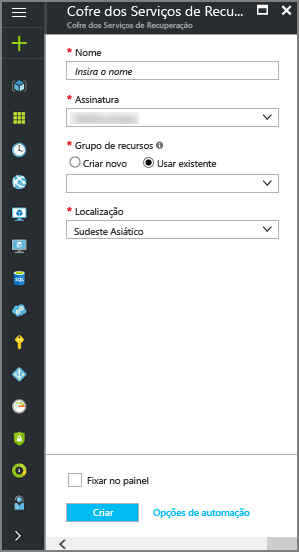 Cofre dos Serviços de Recu...
Cofre dos Serviços de Recuperação
* Nome
Insira o nome
* Assinatura
* Grupo de recursos
Criar novo Usar existente
* Localização
Sudeste Asiático
Fixar no painel
Criar Opções de automação